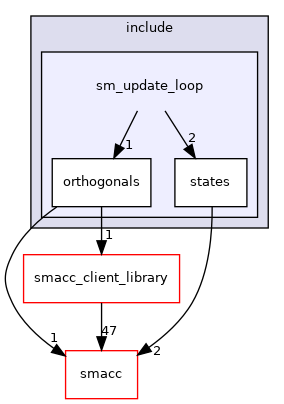 include
sm_update_loop
1
2
orthogonals
states
1
smacc_client_library
1
47
2
smacc